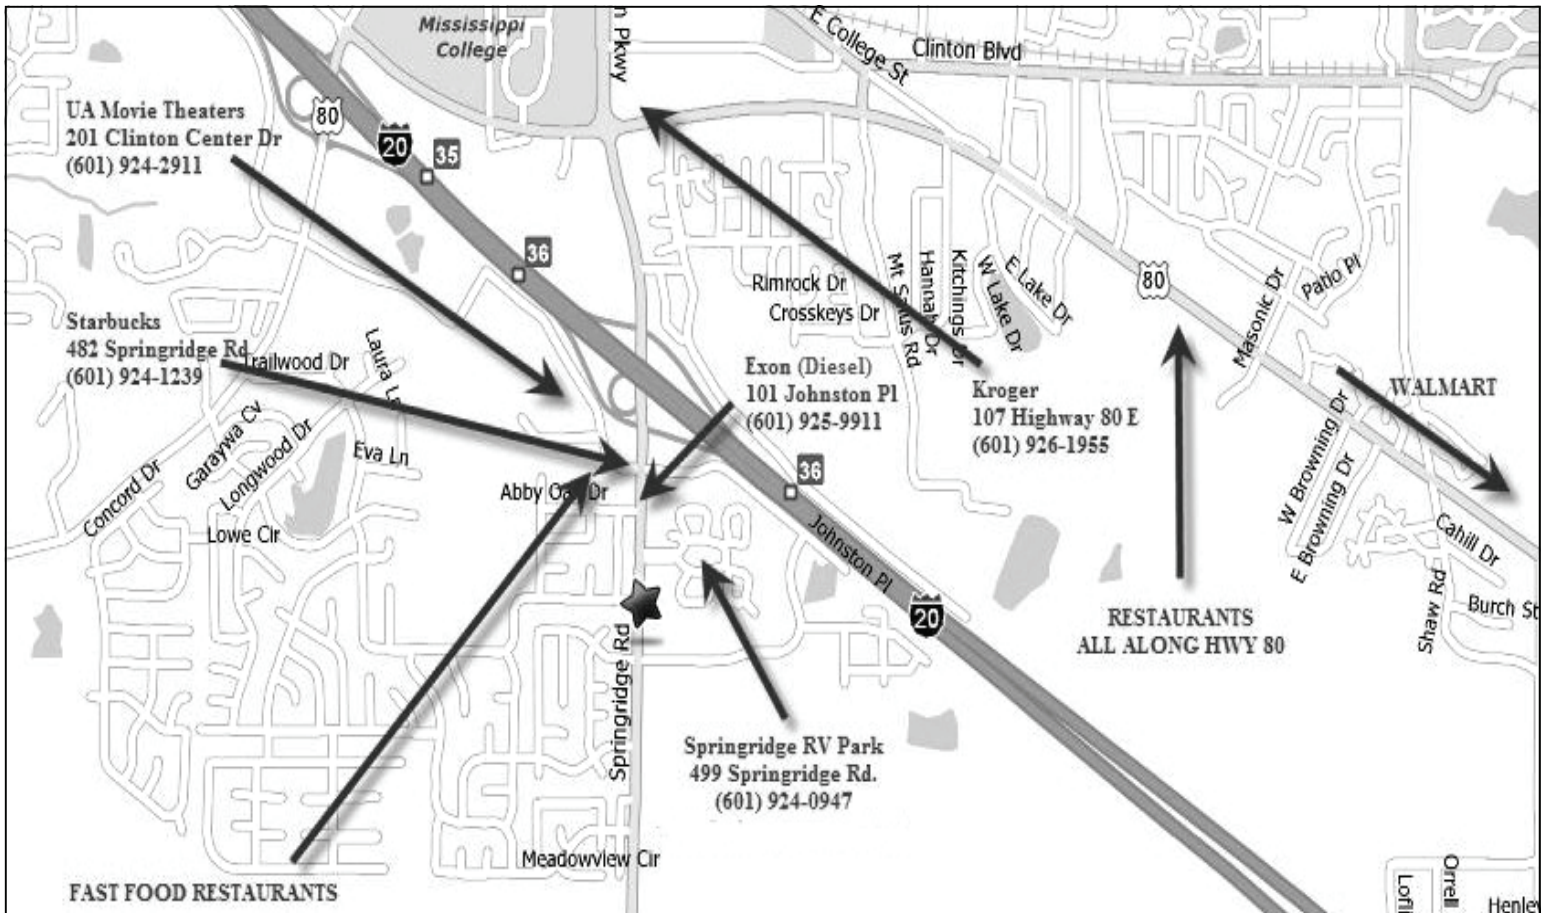 Mississippi
College
n Pkwy
E College St
Clinton Blvd
UA Movie Theaters
201 Clinton Center Dr
(601) 924-2911
80
20
35
36
Rimrock Dr
Crosskeys Dr
Mt Salus Rd
Hannah Dr
Kitchings Dr
W Lake Dr
E Lake Dr
80
Masonic Dr
Patio Pl
Starbucks
482 Springridge Rd
(601) 924-1239
Trailwood Dr
Laura Ln
Exon (Diesel)
101 Johnston Pl
(601) 925-9911
Kroger
107 Highway 80 E
(601) 926-1955
WALMART
Garaywa Cv
Longwood Dr
Eva Ln
Concord Dr
Lowe Cir
Abby Oak Dr
36
Johnston Pl
20
W Browning Dr
E Browning Dr
Cahill Dr
Shaw Rd
Burch St
RESTAURANTS
ALL ALONG HWY 80
Springridge Rd
Springridge RV Park
499 Springridge Rd.
(601) 924-0947
Meadowview Cir
FAST FOOD RESTAURANTS
Lofl
Orrell
Henley